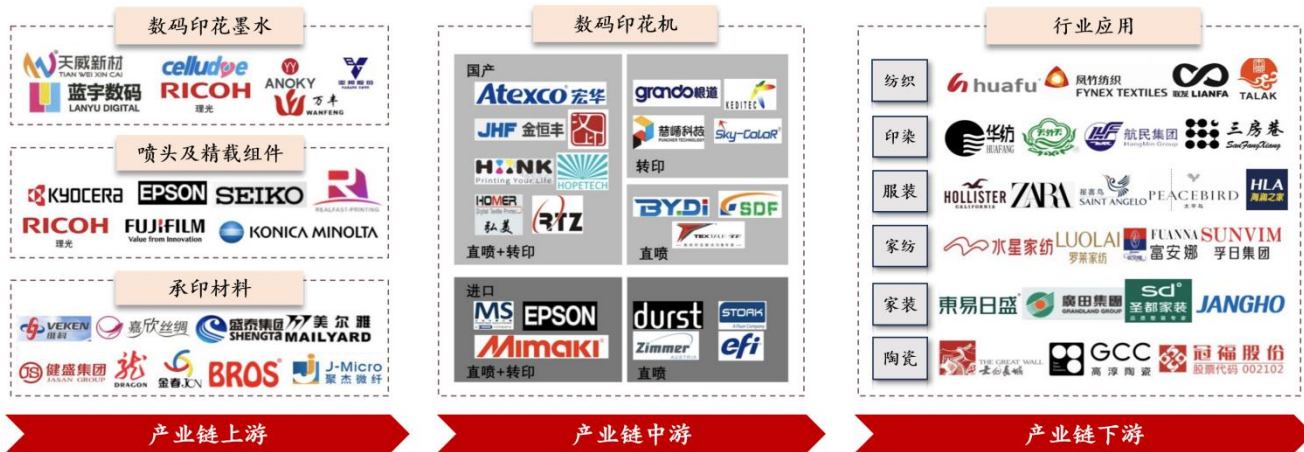 数码印花墨水
天威新材
TIAN WEI XIN CAI
蓝宇数码
LANYU DIGITAL
RICOH
理光
ANOKY
万丰
WANFENG
喷头及精载组件
KYOCERA
EPSON
SEIKO
REALFAST-PRINTING
RICOH
理光
FUJIFILM
Value from Innovation
KONICA MINOLTA
承印材料
VEKEN
维科
嘉欣丝绸
盛泰集团
SHENGTA
美尔雅
MAILYARD
健盛集团
JASAN GROUP
DRAGON
金春JCN
BROS
J-Micro
聚杰微纤
产业链上游
数码印花机
国产
Atexco 宏华
JHF 金恒丰
Printing Your Life
HOPETECH
HOMER
弘美
RTZ
直喷+转印
grando 根道
KEDITEC
Sky-Color
转印
BY.DI
SDF
直喷
进口
MS
EPSON
Mimaki
直喷+转印
durst
STORK
Zimmer
AUSTRIA
efi
直喷
产业链中游
行业应用
纺织
huafu
凤竹纺织
FYNEX TEXTILES
联发 LIANFA
TALAK
印染
华纺
HUAFANG
航民集团
HangMin Group
三房巷
SanFangXiang
服装
HOLLISTER
CALIFORNIA
ZARA
报喜鸟
SAINT ANGELO
PEACEBIRD
太平鸟
HLA
海澜之家
家纺
水星家纺
LUOLAI
罗莱家纺
FUANNA
富安娜
SUNVIM
孚日集团
家装
東易日盛
廣田集團
GRANDLAND GROUP
sd
圣都家装
JANGHO
陶瓷
THE GREAT WALL
GCC
高淳陶瓷
冠福股份
股票代码 002102
产业链下游